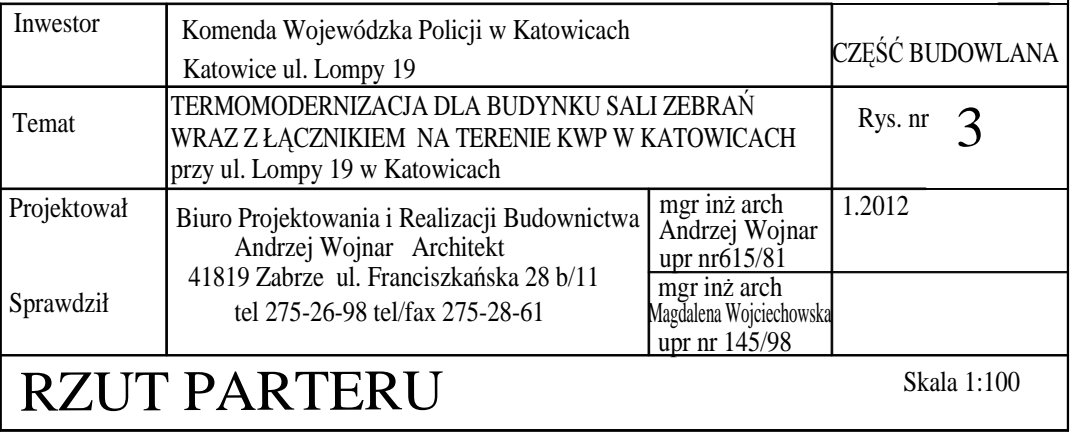 Inwestor
Komenda Wojewódzka Policji w Katowicach
Katowice ul. Lompy 19
CZĘŚĆ BUDOWLANA
Temat
TERMOMODERNIZACJA DLA BUDYNKU SALI ZEBRAŃ
WRAZ Z ŁĄCZNIKIEM NA TERENIE KWP W KATOWICACH
przy ul. Lompy 19 w Katowicach
Rys. nr 3
Projektował
Sprawdził
Biuro Projektowania i Realizacji Budownictwa
Andrzej Wojnar Architekt
41819 Zabrze ul. Franciszkańska 28 b/11
tel 275-26-98 tel/fax 275-28-61
mgr inż arch
Andrzej Wojnar
upr nr615/81
1.2012
mgr inż arch
Magdalena Wojciechowska
upr nr 145/98
RZUT PARTERU
Skala 1:100